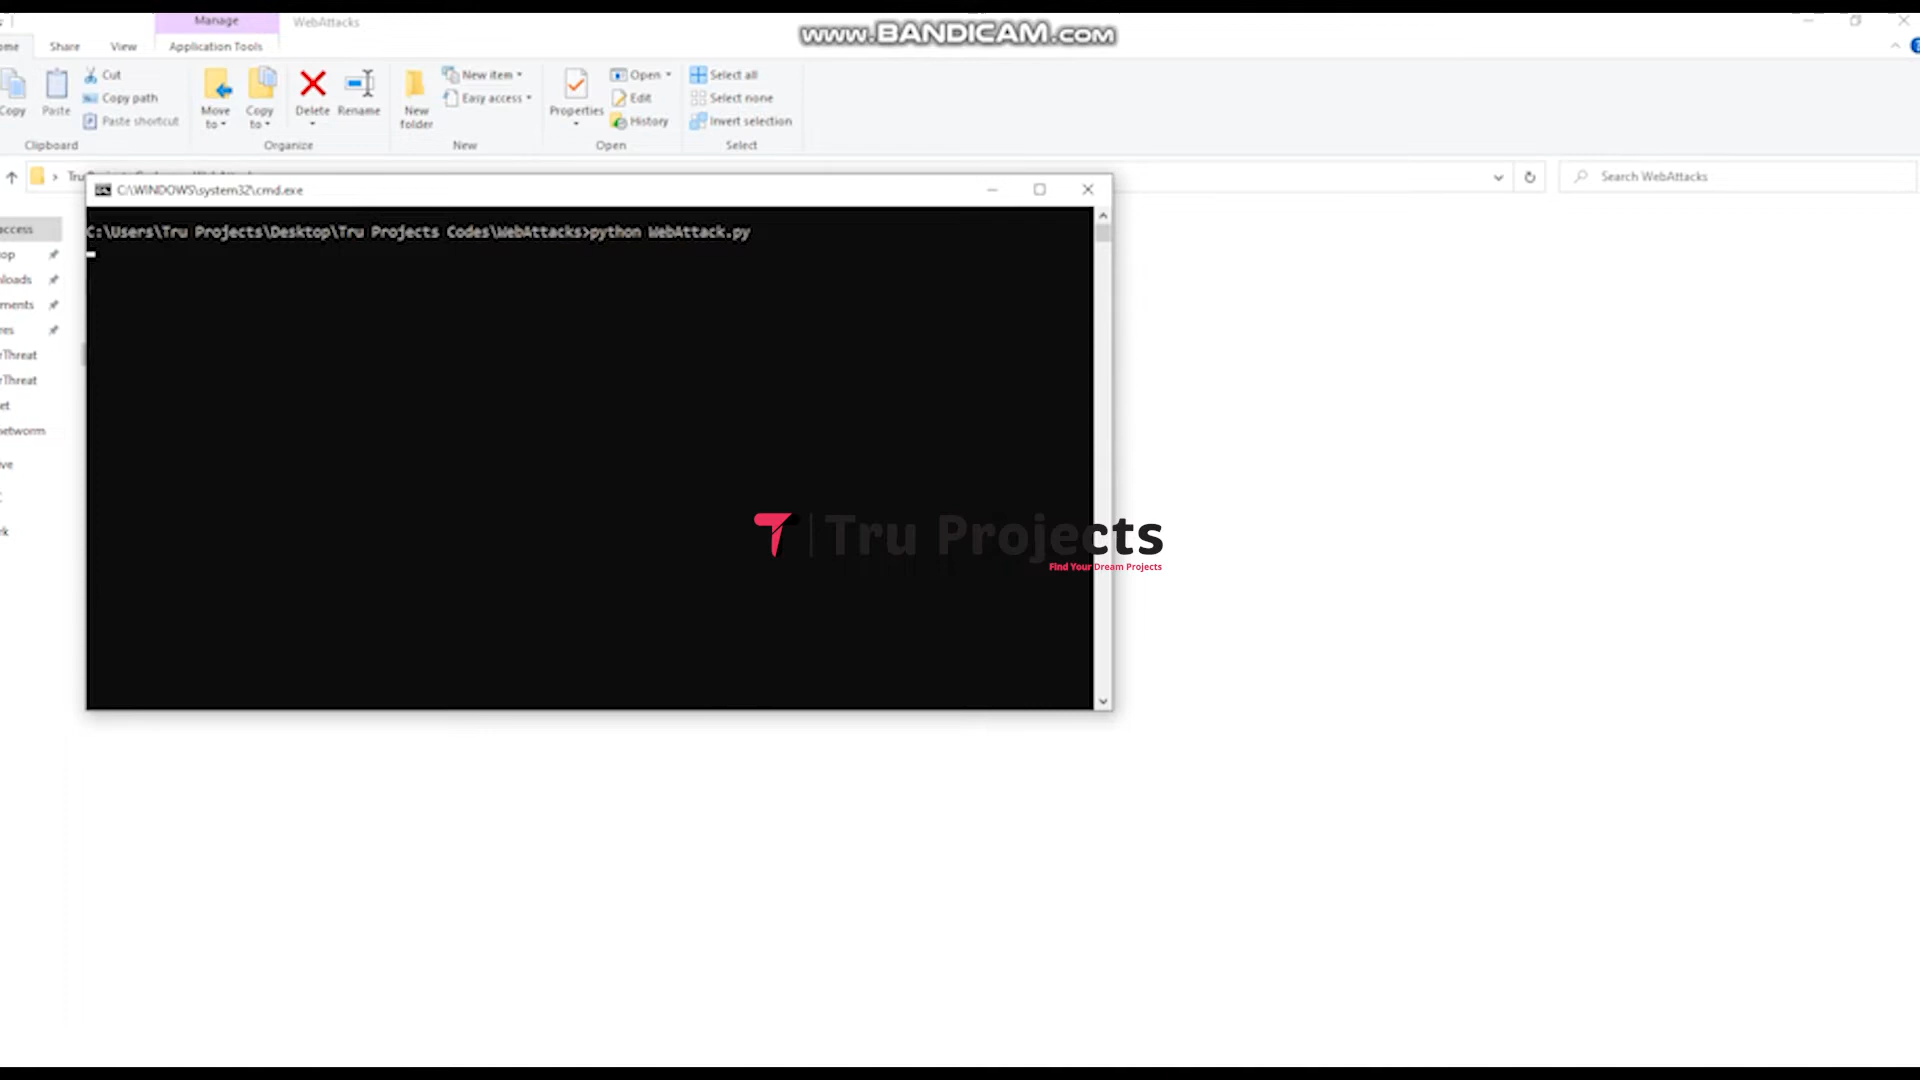 Manage
WebAttacks
www.BANDICAM.com
Share
View
Application Tools
Cut
Copy path
Paste shortcut
Copy
Paste
Clipboard
Move to
Copy to
Delete
Rename
Organize
New folder
New item
Easy access
New
Properties
Open
Edit
History
Open
Select all
Select none
Invert selection
Select
Search WebAttacks
C:\WINDOWS\system32\cmd.exe
C:\Users\Tru Projects\Desktop\Tru Projects Codes\WebAttacks>python WebAttack.py
Tru Projects
Find Your Dream Projects